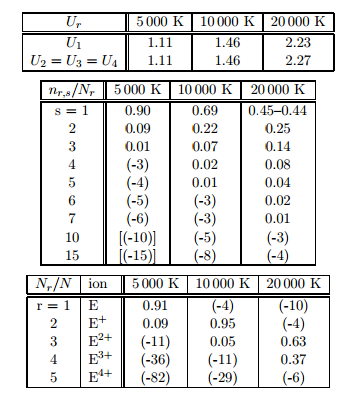 U_r 5 000 K 10 000 K 20 000 K
U_1 1.11 1.46 2.23
U_2 = U_3 = U_4 1.11 1.46 2.27
n_{r,s}/N_r 5 000 K 10 000 K 20 000 K
s = 1 0.90 0.69 0.45–0.44
2 0.09 0.22 0.25
3 0.01 0.07 0.14
4 (-3) 0.02 0.08
5 (-4) 0.01 0.04
6 (-5) (-3) 0.02
7 (-6) (-3) 0.01
10 [(-10)] (-5) (-3)
15 [(-15)] (-8) (-4)
N_r/N ion 5 000 K 10 000 K 20 000 K
r = 1 E 0.91 (-4) (-10)
2 E^+ 0.09 0.95 (-4)
3 E^{2+} (-11) 0.05 0.63
4 E^{3+} (-36) (-11) 0.37
5 E^{4+} (-82) (-29) (-6)